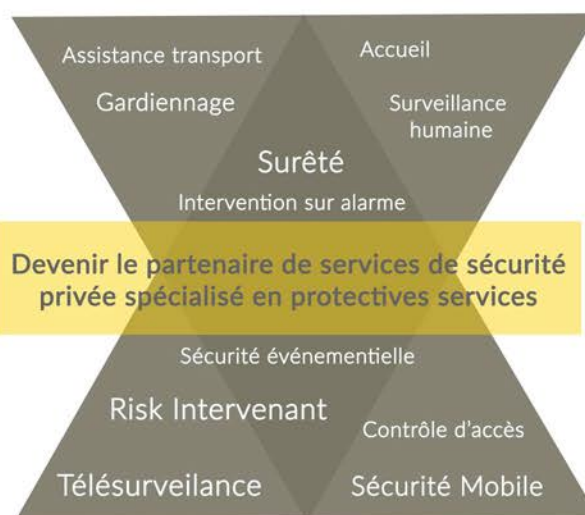 Assistance transport
Accueil
Gardiennage
Surveillance
humaine
Surêté
Intervention sur alarme
Devenir le partenaire de services de sécurité
privée spécialisé en protectives services
Sécurité événementielle
Risk Intervenant
Contrôle d'accès
Télésurveilance
Sécurité Mobile